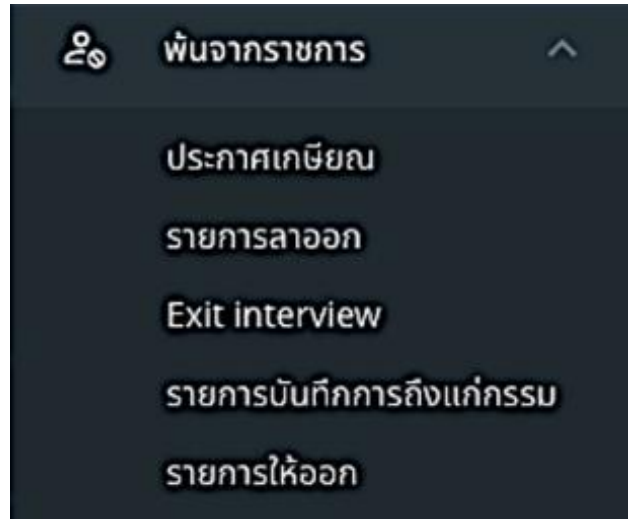 พ้นจากราชการ
ประกาศเกษียณ
รายการลาออก
Exit interview
รายการบันทึกการถึงแก่กรรม
รายการให้ออก